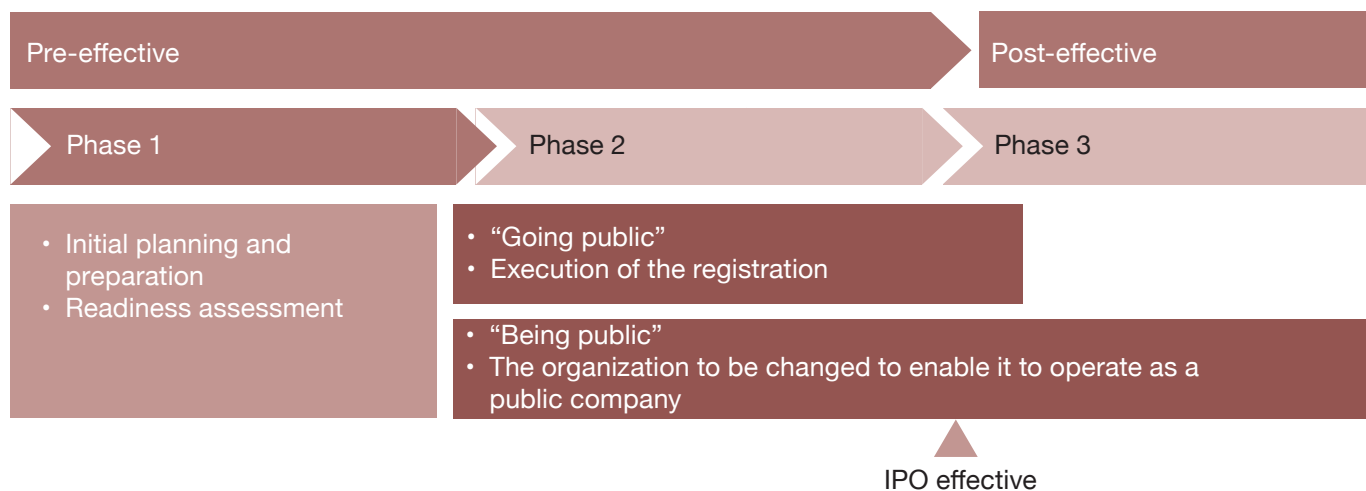 Pre-effective
Post-effective
Phase 1
Phase 2
Phase 3
• Initial planning and
preparation
• Readiness assessment
• “Going public”
• Execution of the registration
• “Being public”
• The organization to be changed to enable it to operate as a
public company
IPO effective